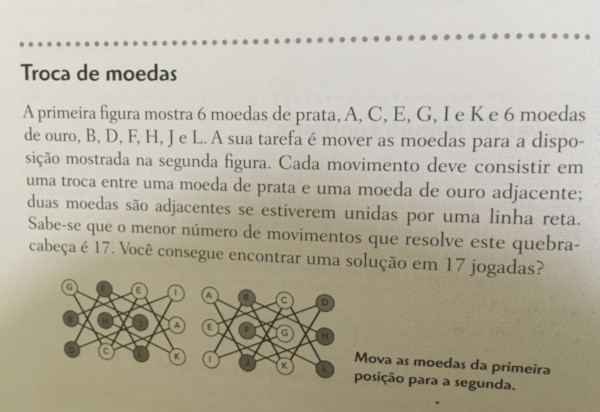 Troca de moedas
A primeira figura mostra 6 moedas de prata, A, C, E, G, I e K e 6 moedas
de ouro, B, D, F, H, J e L. A sua tarefa é mover as moedas para a dispo-
sição mostrada na segunda figura. Cada movimento deve consistir em
uma troca entre uma moeda de prata e uma moeda de ouro adjacente;
duas moedas são adjacentes se estiverem unidas por uma linha reta.
Sabe-se que o menor número de movimentos que resolve este quebra-
cabeça é 17. Você consegue encontrar uma solução em 17 jogadas?
G F E I A B C D
B H J A E F G H
C L K I J K L
Mova as moedas da primeira
posição para a segunda.